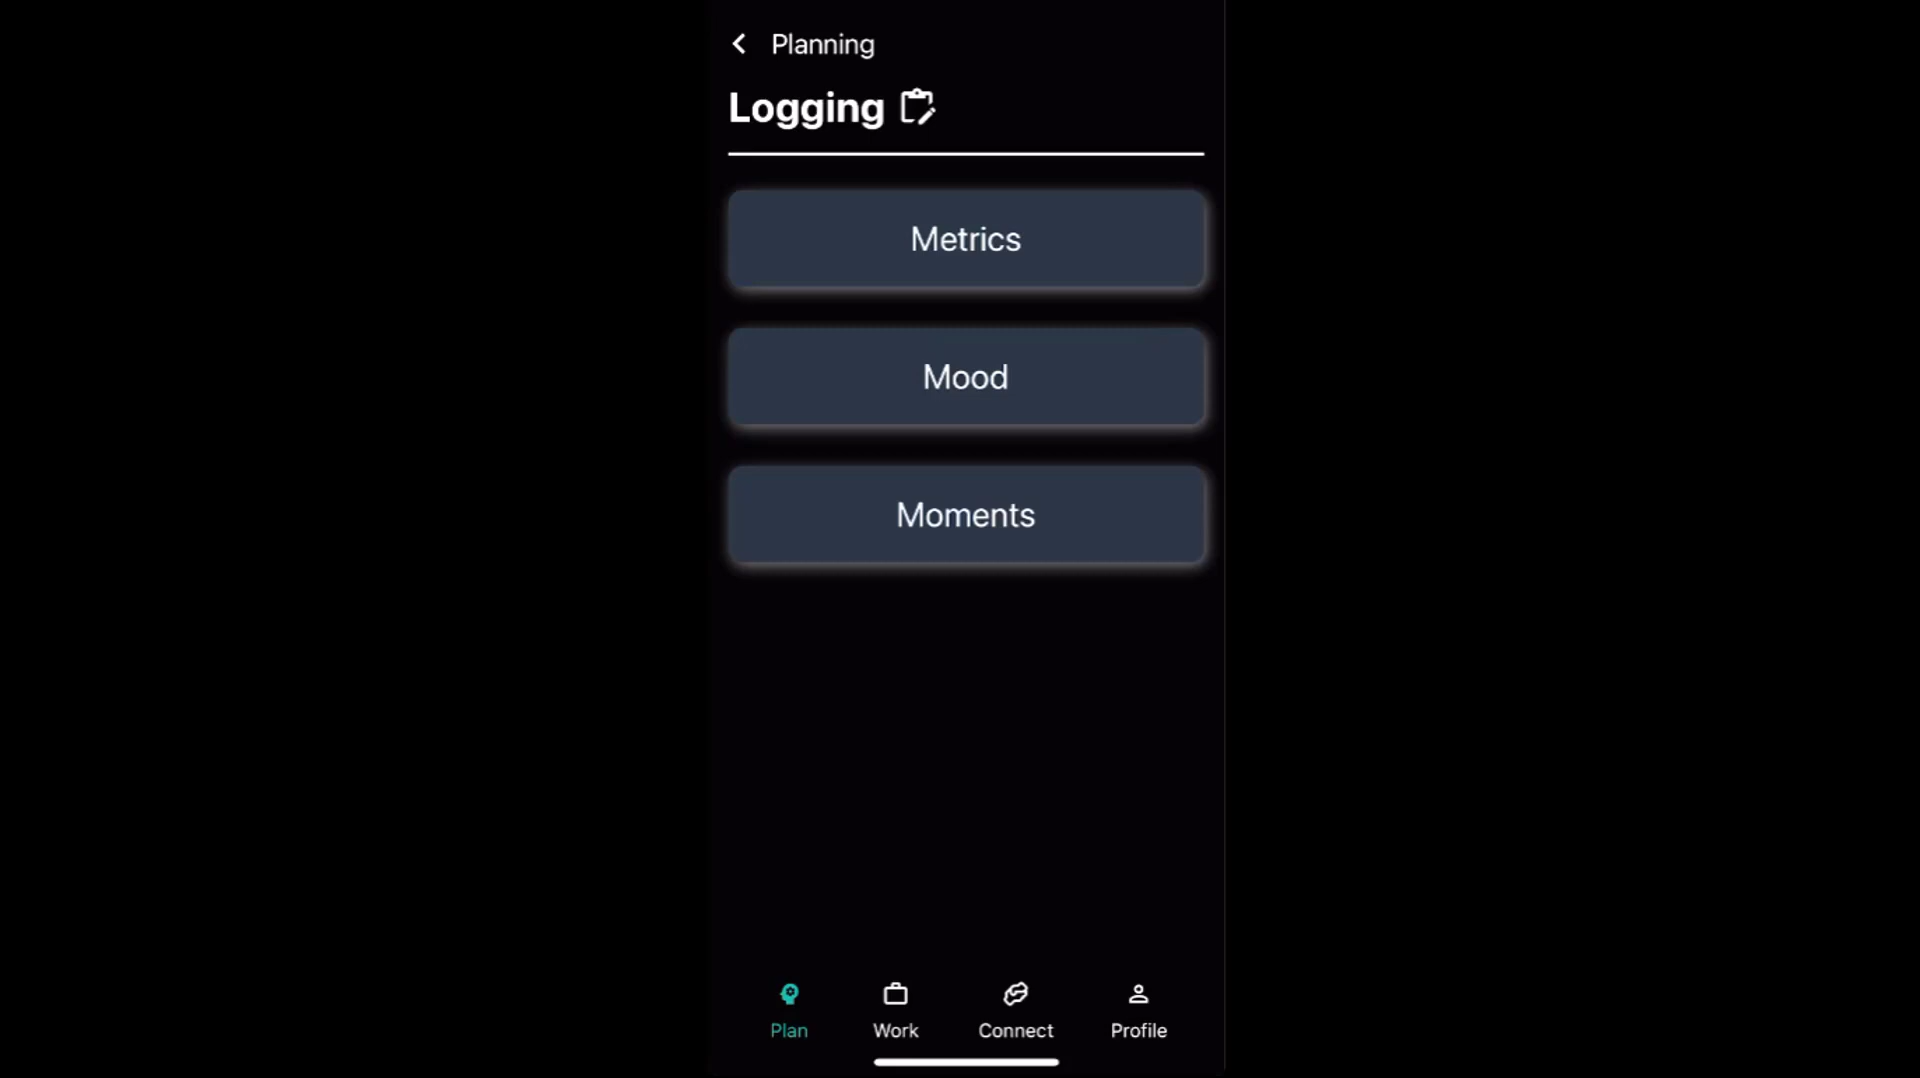 Planning
Logging
Metrics
Mood
Moments
Plan Work Connect Profile